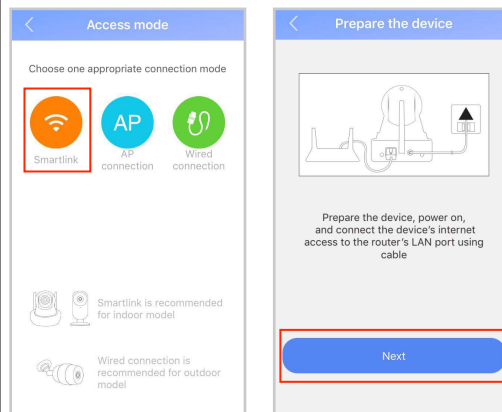 Access mode
Choose one appropriate connection mode
AP
Smartlink
AP
connection
Wired
connection
Smartlink is recommended
for indoor model
Wired connection is
recommended for outdoor
model
Prepare the device
Prepare the device, power on,
and connect the device's internet
access to the router's LAN port using
cable
Next